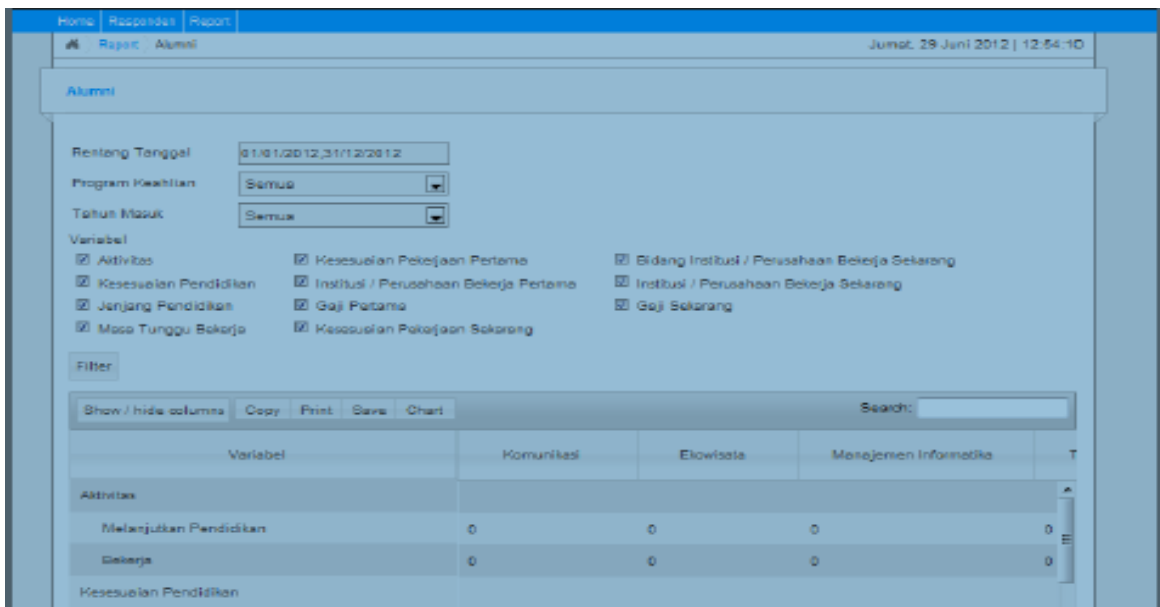 Home Responden Report
Report Alumni Jumat, 29 Juni 2012 | 12:54:10
Alumni
Rentang Tanggal 01/01/2012,31/12/2012
Program Keahlian Semua
Tahun Masuk Semua
Variabel
Aktivitas Kesesuaian Pekerjaan Pertama Bidang Institusi / Perusahaan Bekerja Sekarang
Kesesuaian Pendidikan Institusi / Perusahaan Bekerja Pertama Institusi / Perusahaan Bekerja Sekarang
Jenjang Pendidikan Gaji Pertama Gaji Sekarang
Masa Tunggu Bekerja Kesesuaian Pekerjaan Sekarang
Filter
Show / hide columns Copy Print Save Chart Search:
Variabel Komunikasi Ekowisata Manajemen Informatika T
Aktivitas
Melanjutkan Pendidikan 0 0 0 0
Bekerja 0 0 0 0
Kesesuaian Pendidikan